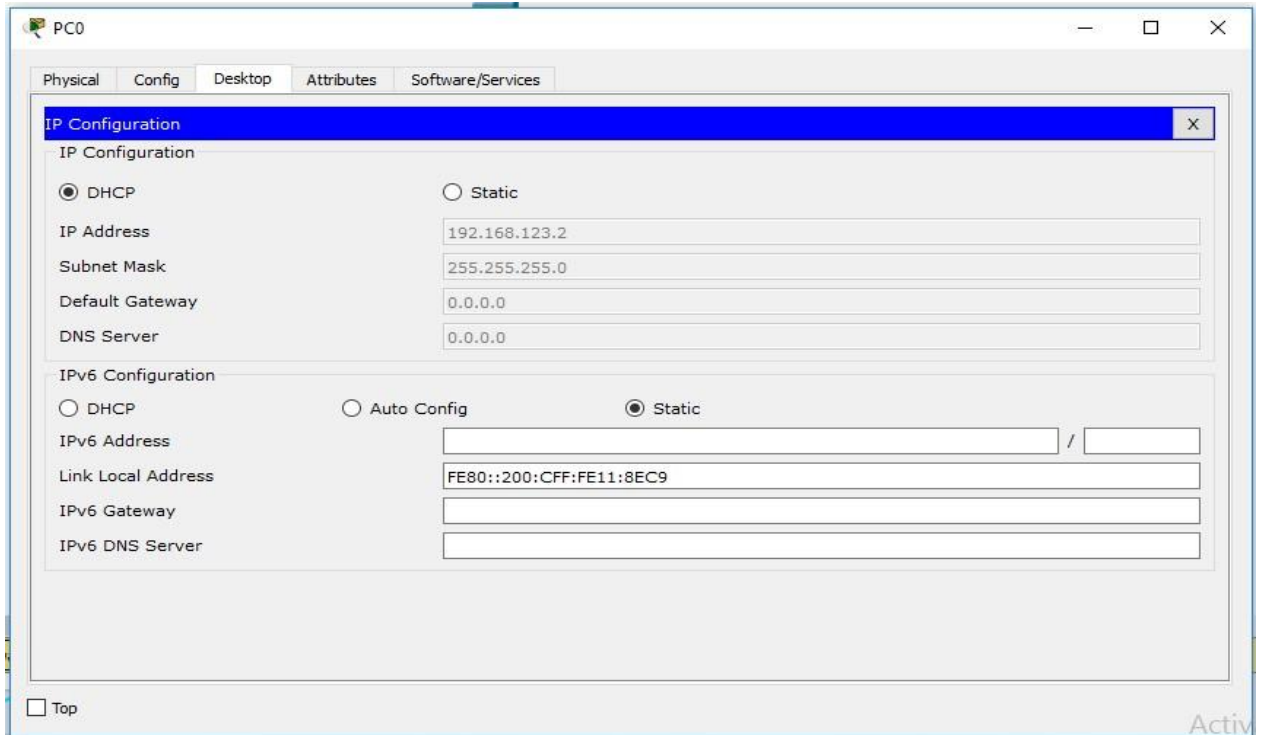 PC0
Physical Config Desktop Attributes Software/Services
IP Configuration X
IP Configuration
DHCP Static
IP Address 192.168.123.2
Subnet Mask 255.255.255.0
Default Gateway 0.0.0.0
DNS Server 0.0.0.0
IPv6 Configuration
DHCP Auto Config Static
IPv6 Address /
Link Local Address FE80::200:CFF:FE11:8EC9
IPv6 Gateway
IPv6 DNS Server
Top
Activ